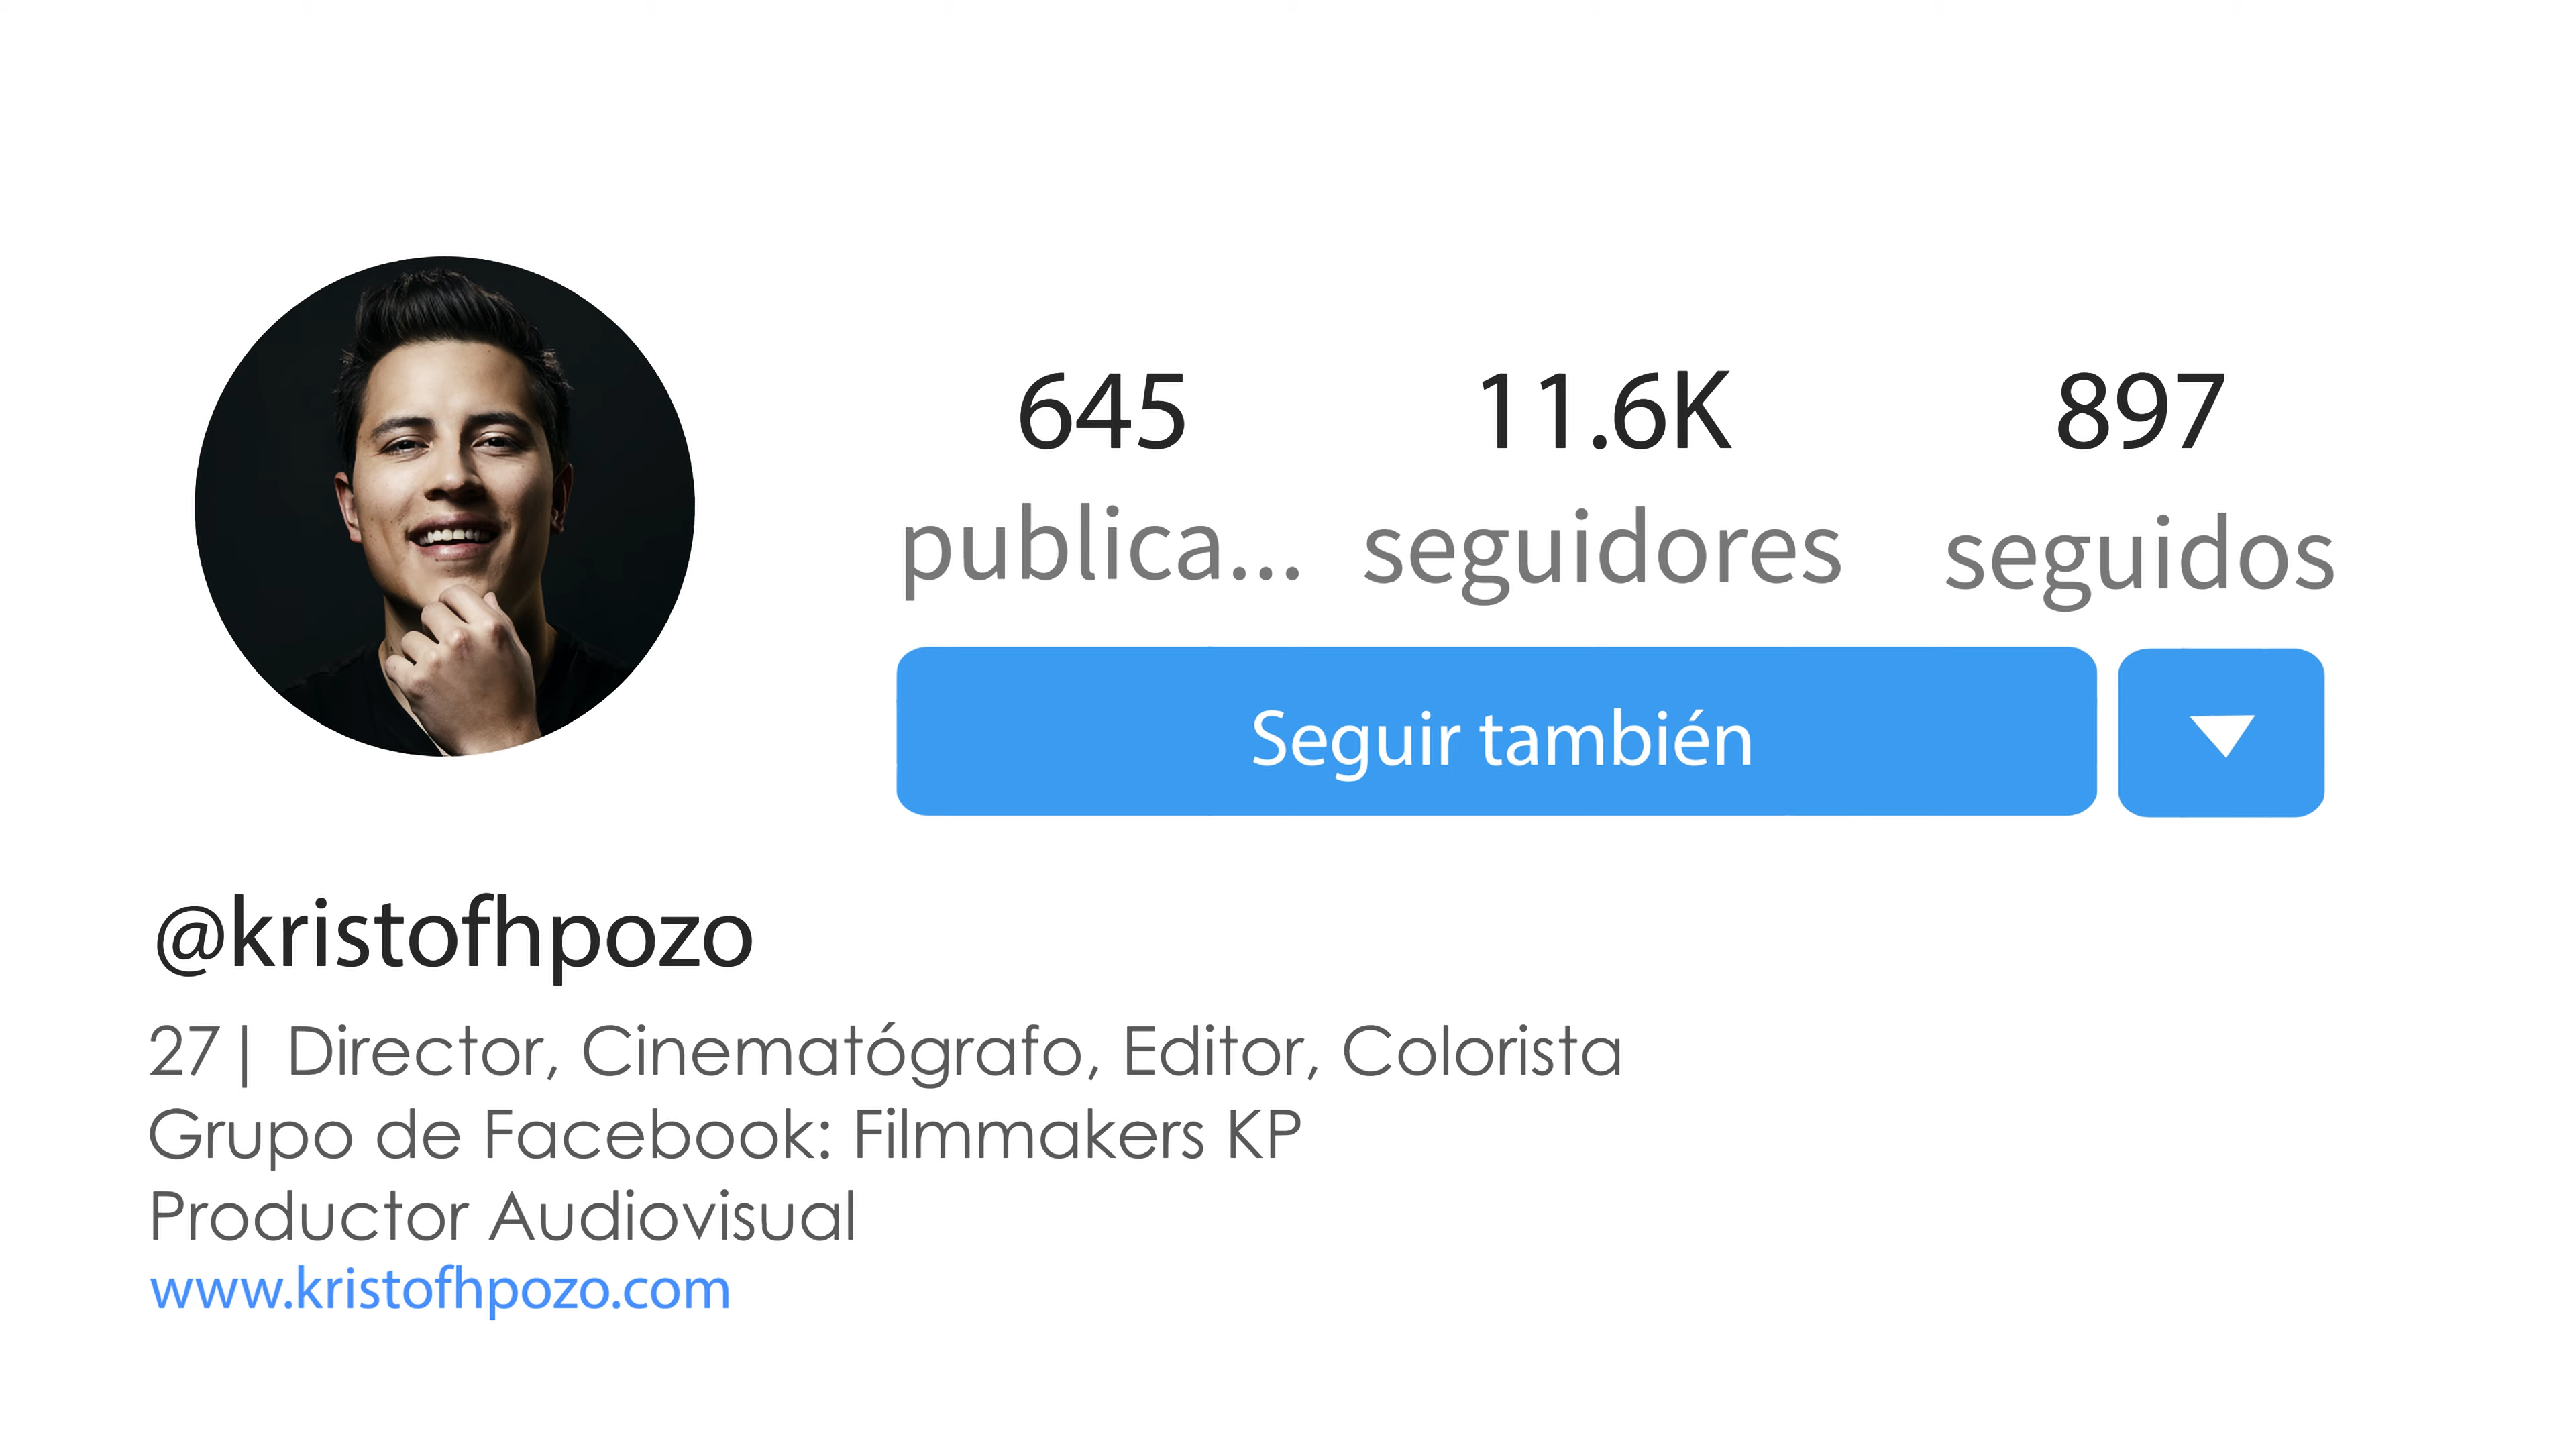 645 11.6K 897
publica... seguidores seguidos
Seguir también
@kristofhpozo
27| Director, Cinematógrafo, Editor, Colorista
Grupo de Facebook: Filmmakers KP
Productor Audiovisual
www.kristofhpozo.com